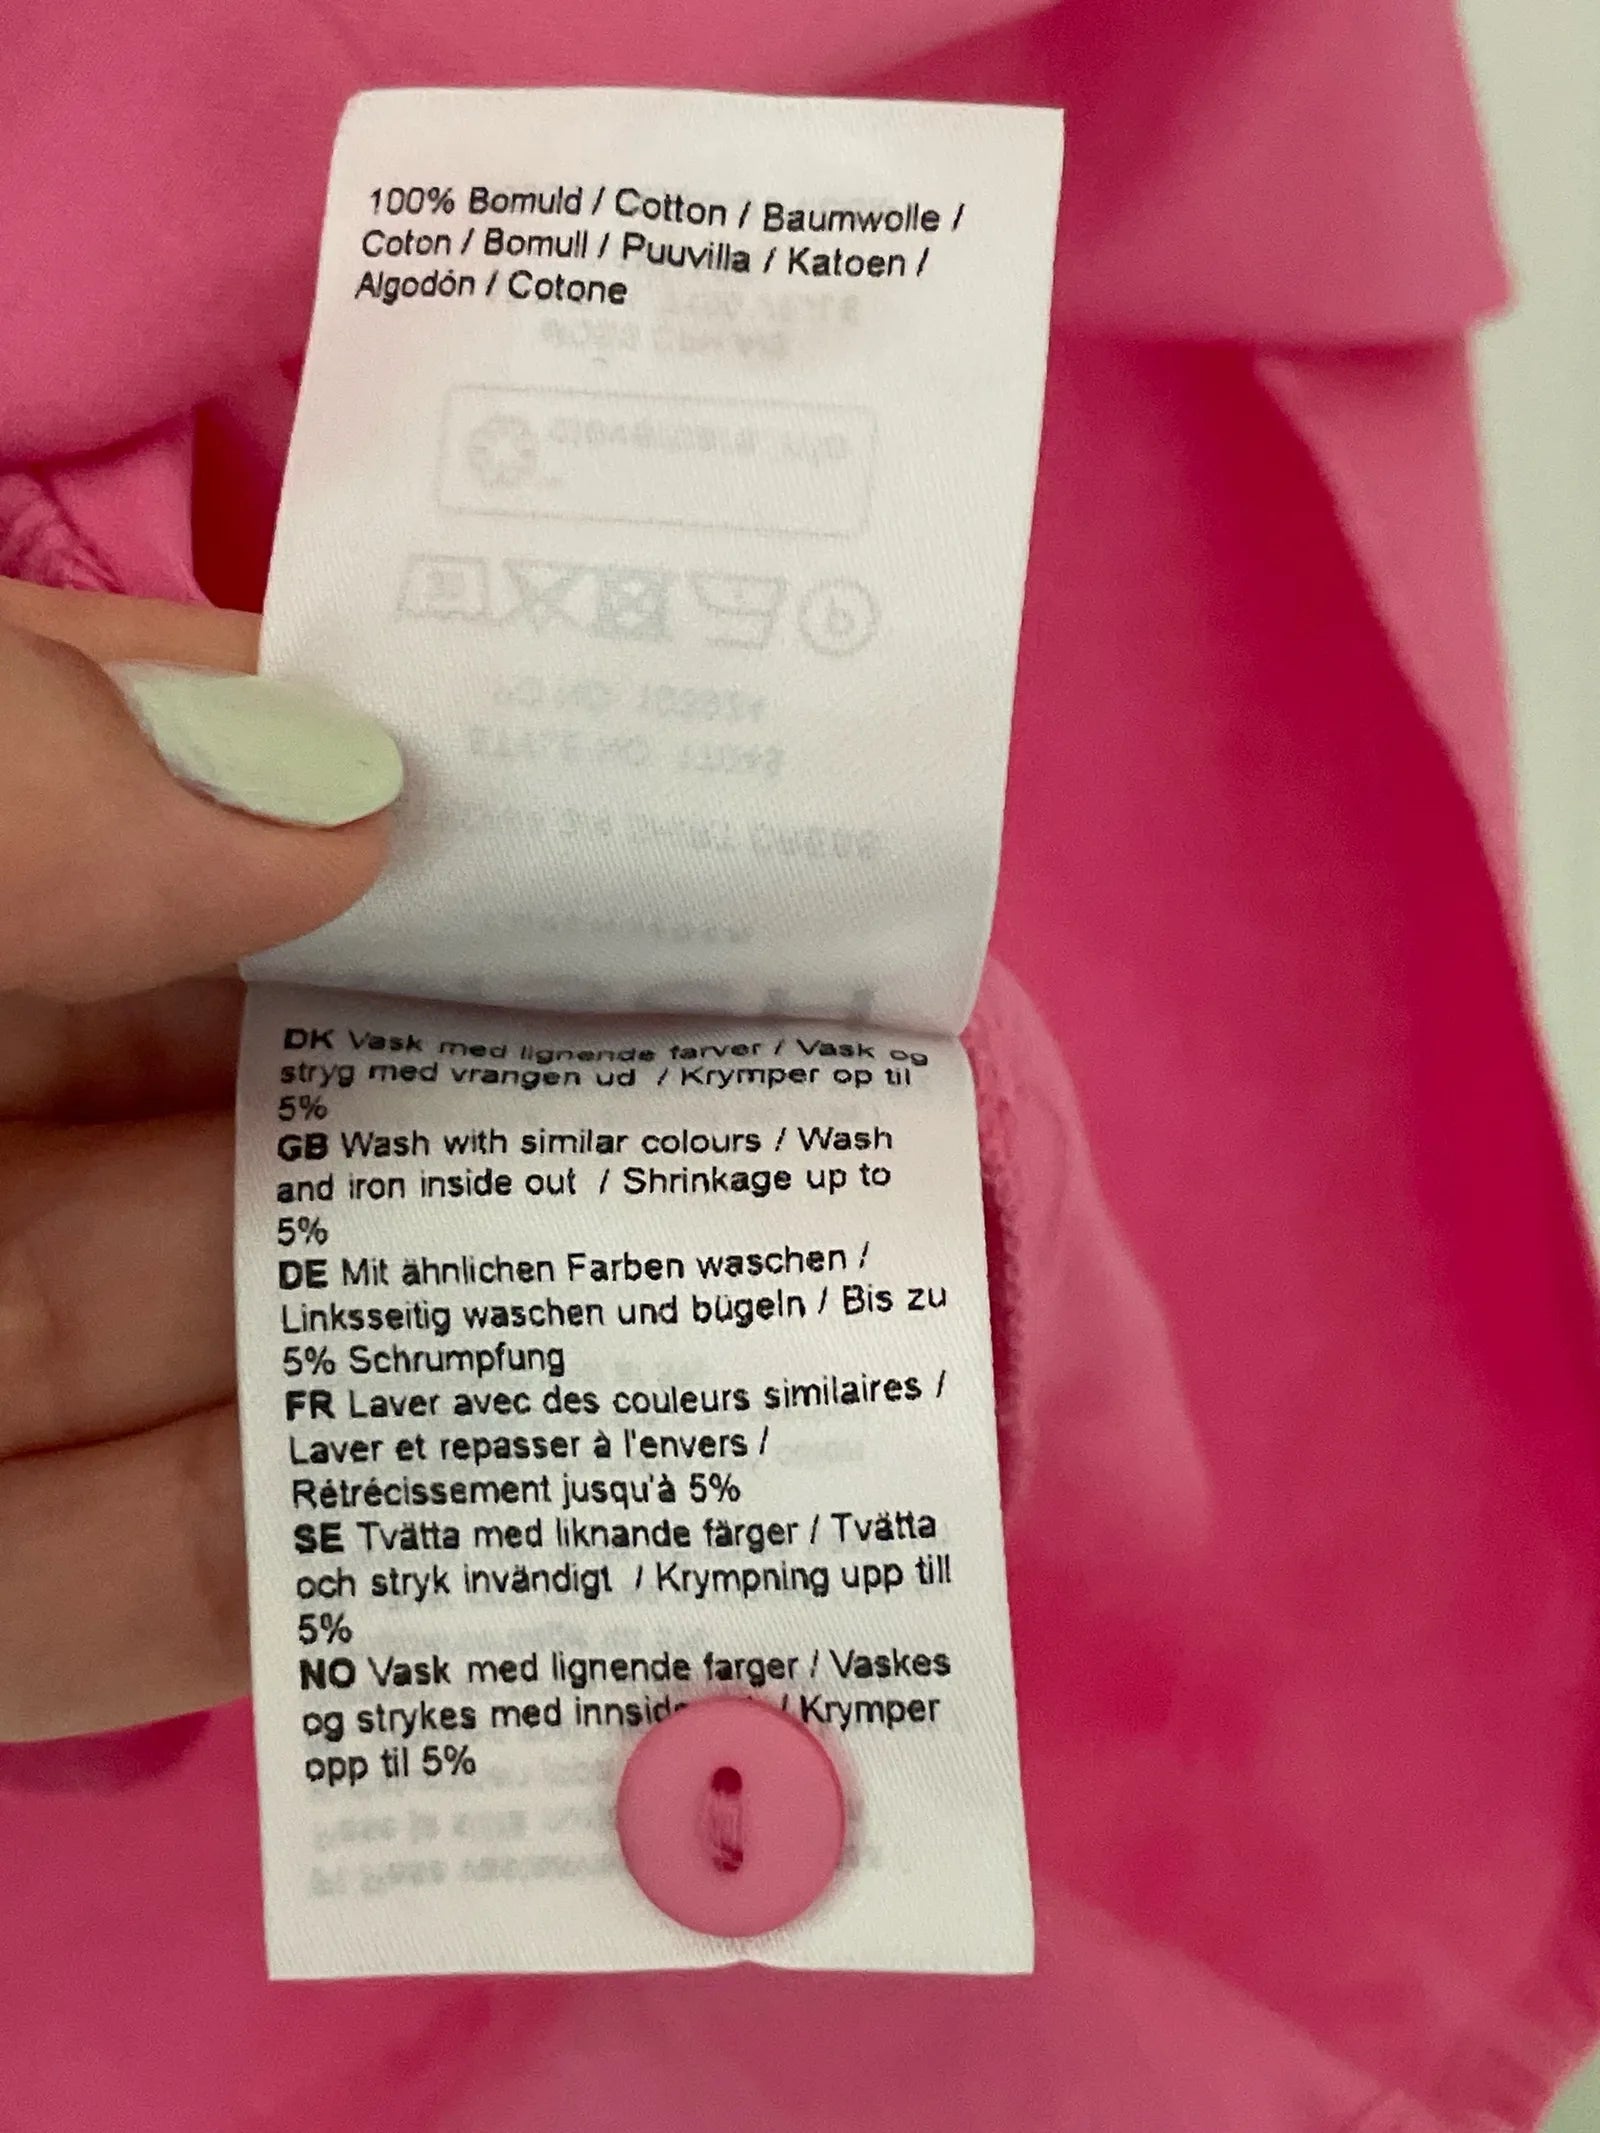 100% Bomuld / Cotton / Baumwolle /
Coton / Bomull / Puuvilla / Katoen /
Algodón / Cotone
DK Vask med lignende farver / Vask og
stryg med vrangen ud / Krymper op til
5%
GB Wash with similar colours / Wash
and iron inside out / Shrinkage up to
5%
DE Mit ähnlichen Farben waschen /
Linksseitig waschen und bügeln / Bis zu
5% Schrumpfung
FR Laver avec des couleurs similaires /
Laver et repasser à l'envers /
Rétrécissement jusqu'à 5%
SE Tvätta med liknande färger / Tvätta
och stryk invändigt / Krympning upp till
5%
NO Vask med lignende farger / Vaskes
og strykes med / Krymper
opp til 5%